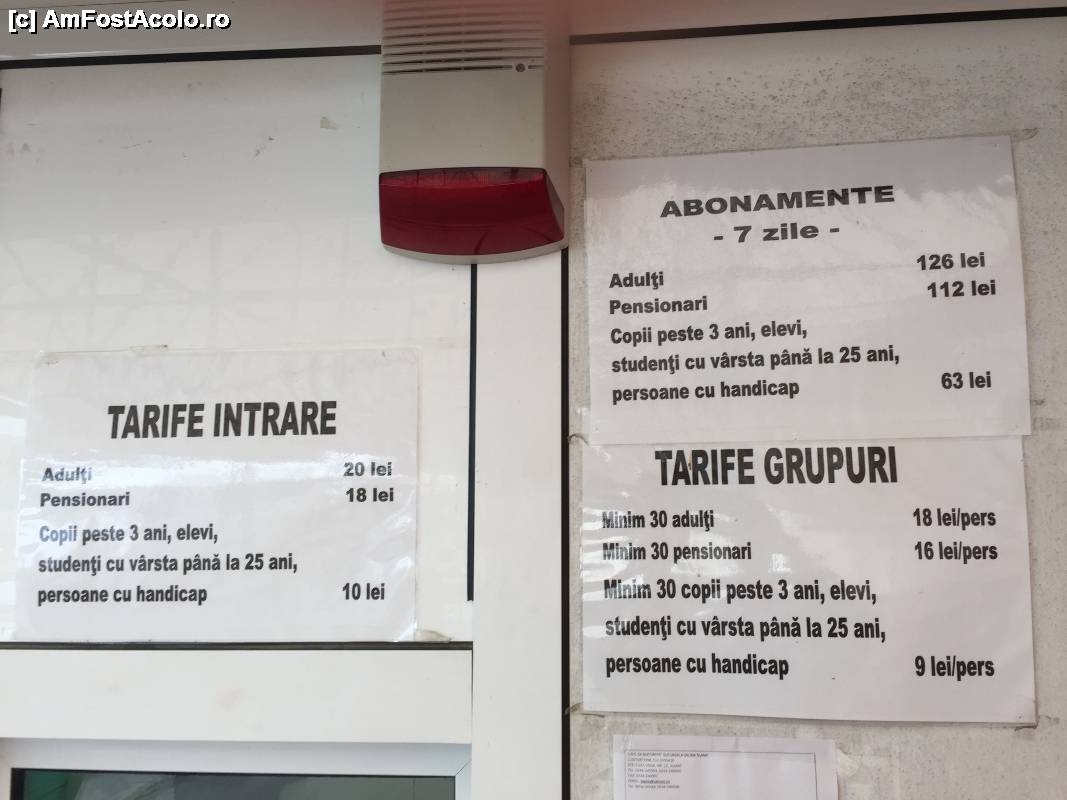 [c] AmFostAcolo.ro
ABONAMENTE
- 7 zile -
Adulţi 126 lei
Pensionari 112 lei
Copii peste 3 ani, elevi,
studenţi cu vârsta până la 25 ani,
persoane cu handicap 63 lei
TARIFE INTRARE
Adulţi 20 lei
Pensionari 18 lei
Copii peste 3 ani, elevi,
studenţi cu vârsta până la 25 ani,
persoane cu handicap 10 lei
TARIFE GRUPURI
Minim 30 adulţi 18 lei/pers
Minim 30 pensionari 16 lei/pers
Minim 30 copii peste 3 ani, elevi,
studenţi cu vârsta până la 25 ani,
persoane cu handicap 9 lei/pers